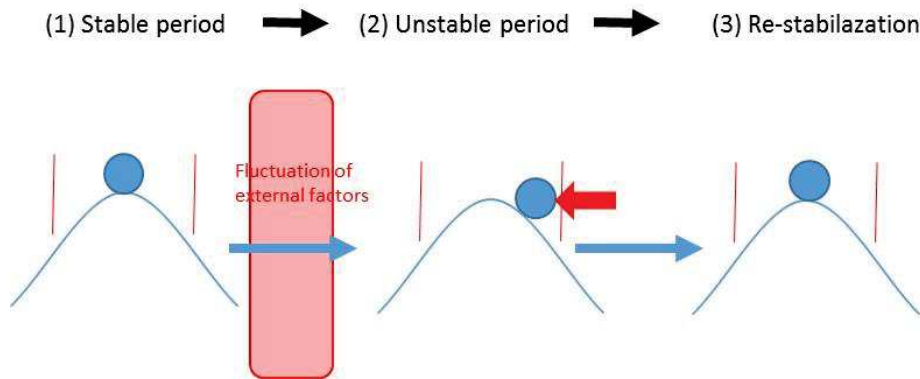 (1) Stable period
(2) Unstable period
(3) Re-stabilazation
Fluctuation of
external factors